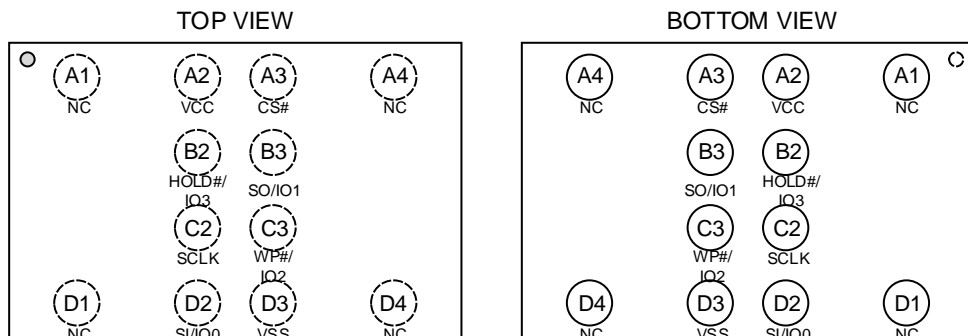 TOP VIEW BOTTOM VIEW
A1 A2 A3 A4 A4 A3 A2 A1
NC VCC CS# NC NC CS# VCC NC
B2 B3 B3 B2
HOLD#/ SO/IO1 SO/IO1 HOLD#/
IO3 IO3
C2 C3 C3 C2
SCLK WP#/ WP#/ SCLK
IO2 IO2
D1 D2 D3 D4 D4 D3 D2 D1
NC SI/IO0 VSS NC NC VSS SI/IO0 NC